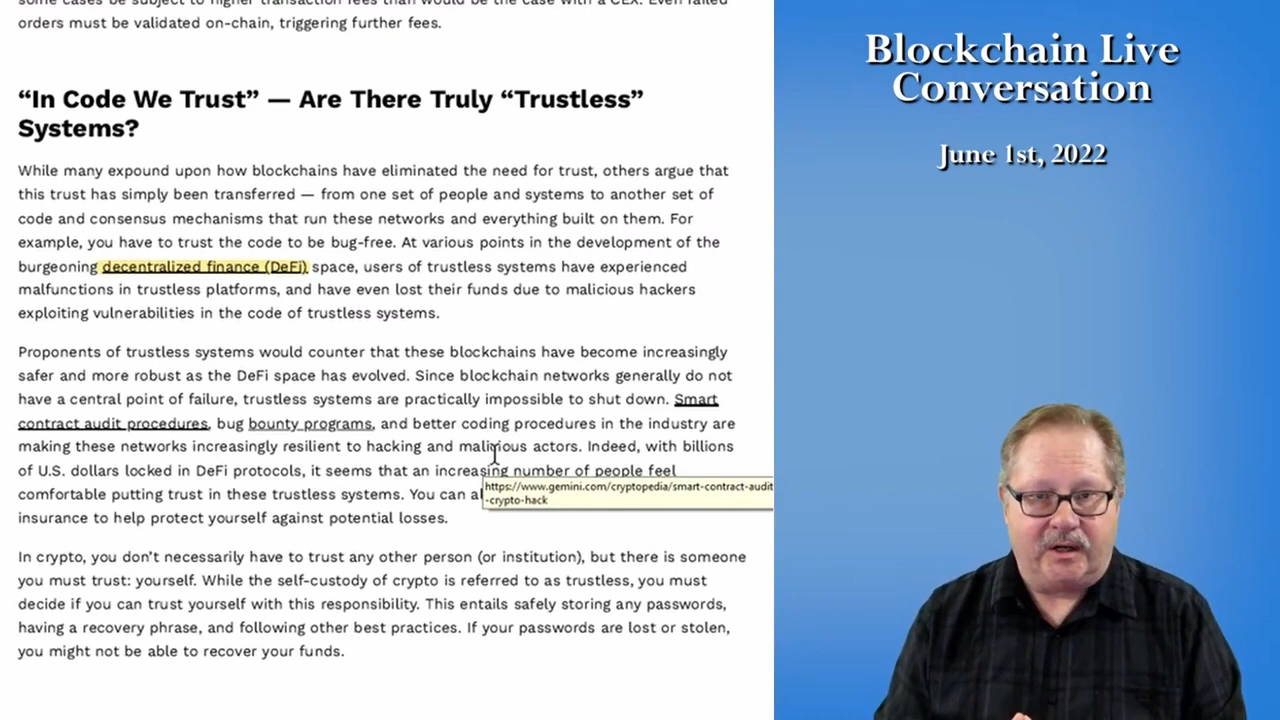 some cases be subject to higher transaction fees than would be the case with a CEX. Even failed
orders must be validated on-chain, triggering further fees.
“In Code We Trust” — Are There Truly “Trustless”
Systems?
While many expound upon how blockchains have eliminated the need for trust, others argue that
this trust has simply been transferred — from one set of people and systems to another set of
code and consensus mechanisms that run these networks and everything built on them. For
example, you have to trust the code to be bug-free. At various points in the development of the
burgeoning decentralized finance (DeFi) space, users of trustless systems have experienced
malfunctions in trustless platforms, and have even lost their funds due to malicious hackers
exploiting vulnerabilities in the code of trustless systems.
Proponents of trustless systems would counter that these blockchains have become increasingly
safer and more robust as the DeFi space has evolved. Since blockchain networks generally do not
have a central point of failure, trustless systems are practically impossible to shut down. Smart
contract audit procedures, bug bounty programs, and better coding procedures in the industry are
making these networks increasingly resilient to hacking and malicious actors. Indeed, with billions
of U.S. dollars locked in DeFi protocols, it seems that an increasing number of people feel
comfortable putting trust in these trustless systems. You can al
https://www.gemini.com/cryptopedia/smart-contract-audit
-crypto-hack
insurance to help protect yourself against potential losses.
In crypto, you don’t necessarily have to trust any other person (or institution), but there is someone
you must trust: yourself. While the self-custody of crypto is referred to as trustless, you must
decide if you can trust yourself with this responsibility. This entails safely storing any passwords,
having a recovery phrase, and following other best practices. If your passwords are lost or stolen,
you might not be able to recover your funds.
Blockchain Live
Conversation
June 1st, 2022